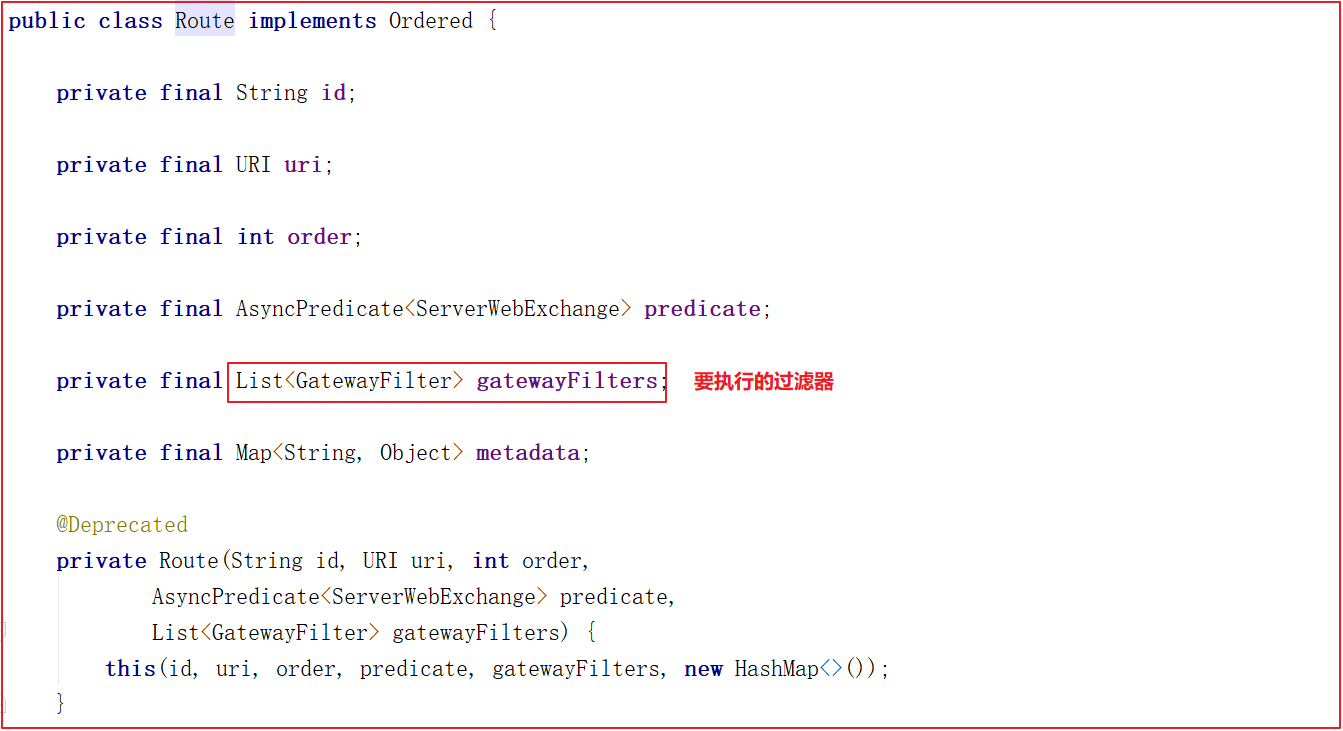 public class Route implements Ordered {
private final String id;
private final URI uri;
private final int order;
private final AsyncPredicate<ServerWebExchange> predicate;
private final List<GatewayFilter> gatewayFilters; 要执行的过滤器
private final Map<String, Object> metadata;
@Deprecated
private Route(String id, URI uri, int order,
AsyncPredicate<ServerWebExchange> predicate,
List<GatewayFilter> gatewayFilters) {
this(id, uri, order, predicate, gatewayFilters, new HashMap<>());
}